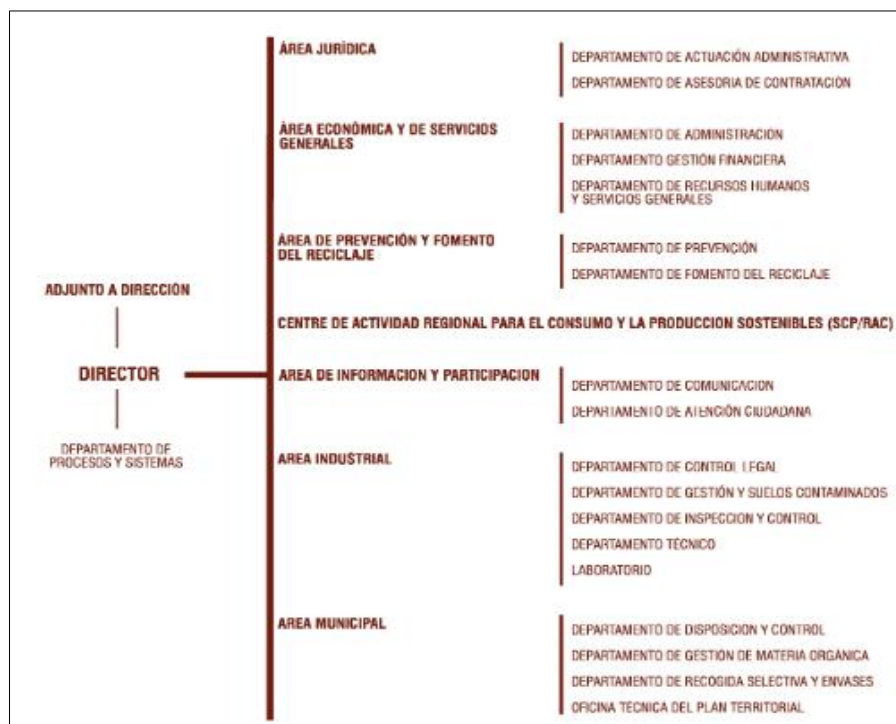 ADJUNTO A DIRECCIÓN
DIRECTOR
DEPARTAMENTO DE
PROCESOS Y SISTEMAS
ÁREA JURÍDICA
DEPARTAMENTO DE ACTUACIÓN ADMINISTRATIVA
DEPARTAMENTO DE ASESORIA DE CONTRATACIÓN
ÁREA ECONÓMICA Y DE SERVICIOS
GENERALES
DEPARTAMENTO DE ADMINISTRACIÓN
DEPARTAMENTO GESTIÓN FINANCIERA
DEPARTAMENTO DE RECURSOS HUMANOS
Y SERVICIOS GENERALES
ÁREA DE PREVENCIÓN Y FOMENTO
DEL RECICLAJE
DEPARTAMENTO DE PREVENCIÓN
DEPARTAMENTO DE FOMENTO DEL RECICLAJE
CENTRE DE ACTIVIDAD REGIONAL PARA EL CONSUMO Y LA PRODUCCION SOSTENIBLES (SCP/RAC)
AREA DE INFORMACION Y PARTICIPACION
DEPARTAMENTO DE COMUNICACION
DEPARTAMENTO DE ATENCIÓN CIUDADANA
AREA INDUSTRIAL
DEPARTAMENTO DE CONTROL LEGAL
DEPARTAMENTO DE GESTIÓN Y SUELOS CONTAMINADOS
DEPARTAMENTO DE INSPECCION Y CONTROL
DEPARTAMENTO TÉCNICO
LABORATORIO
AREA MUNICIPAL
DEPARTAMENTO DE DISPOSICION Y CONTROL
DEPARTAMENTO DE GESTIÓN DE MATERIA ORGÁNICA
DEPARTAMENTO DE RECOGIDA SELECTIVA Y ENVASES
OFICINA TÉCNICA DEL PLAN TERRITORIAL